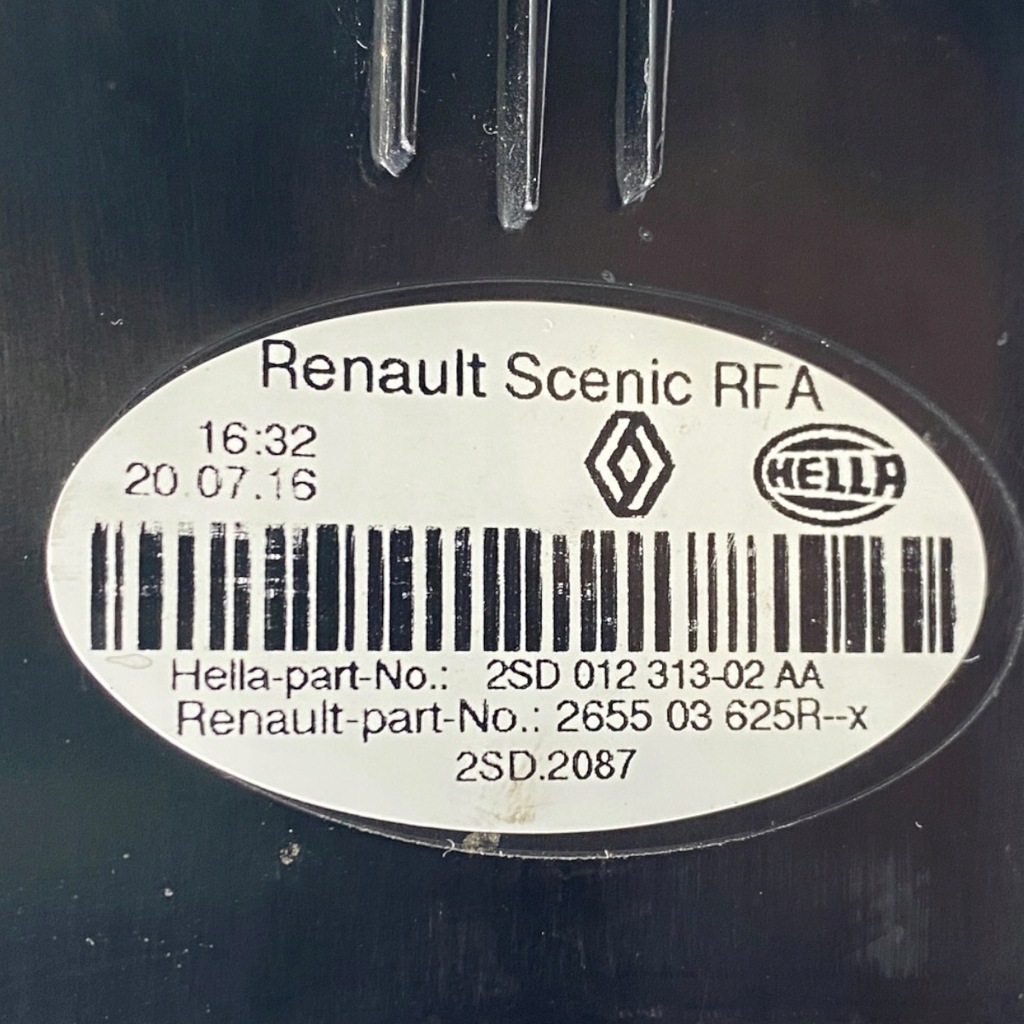 Renault Scenic RFA
16:32
20.07.16
HELLA
Hella-part-No.: 2SD 012 313-02 AA
Renault-part-No.: 2655 03 625R--x
2SD.2087